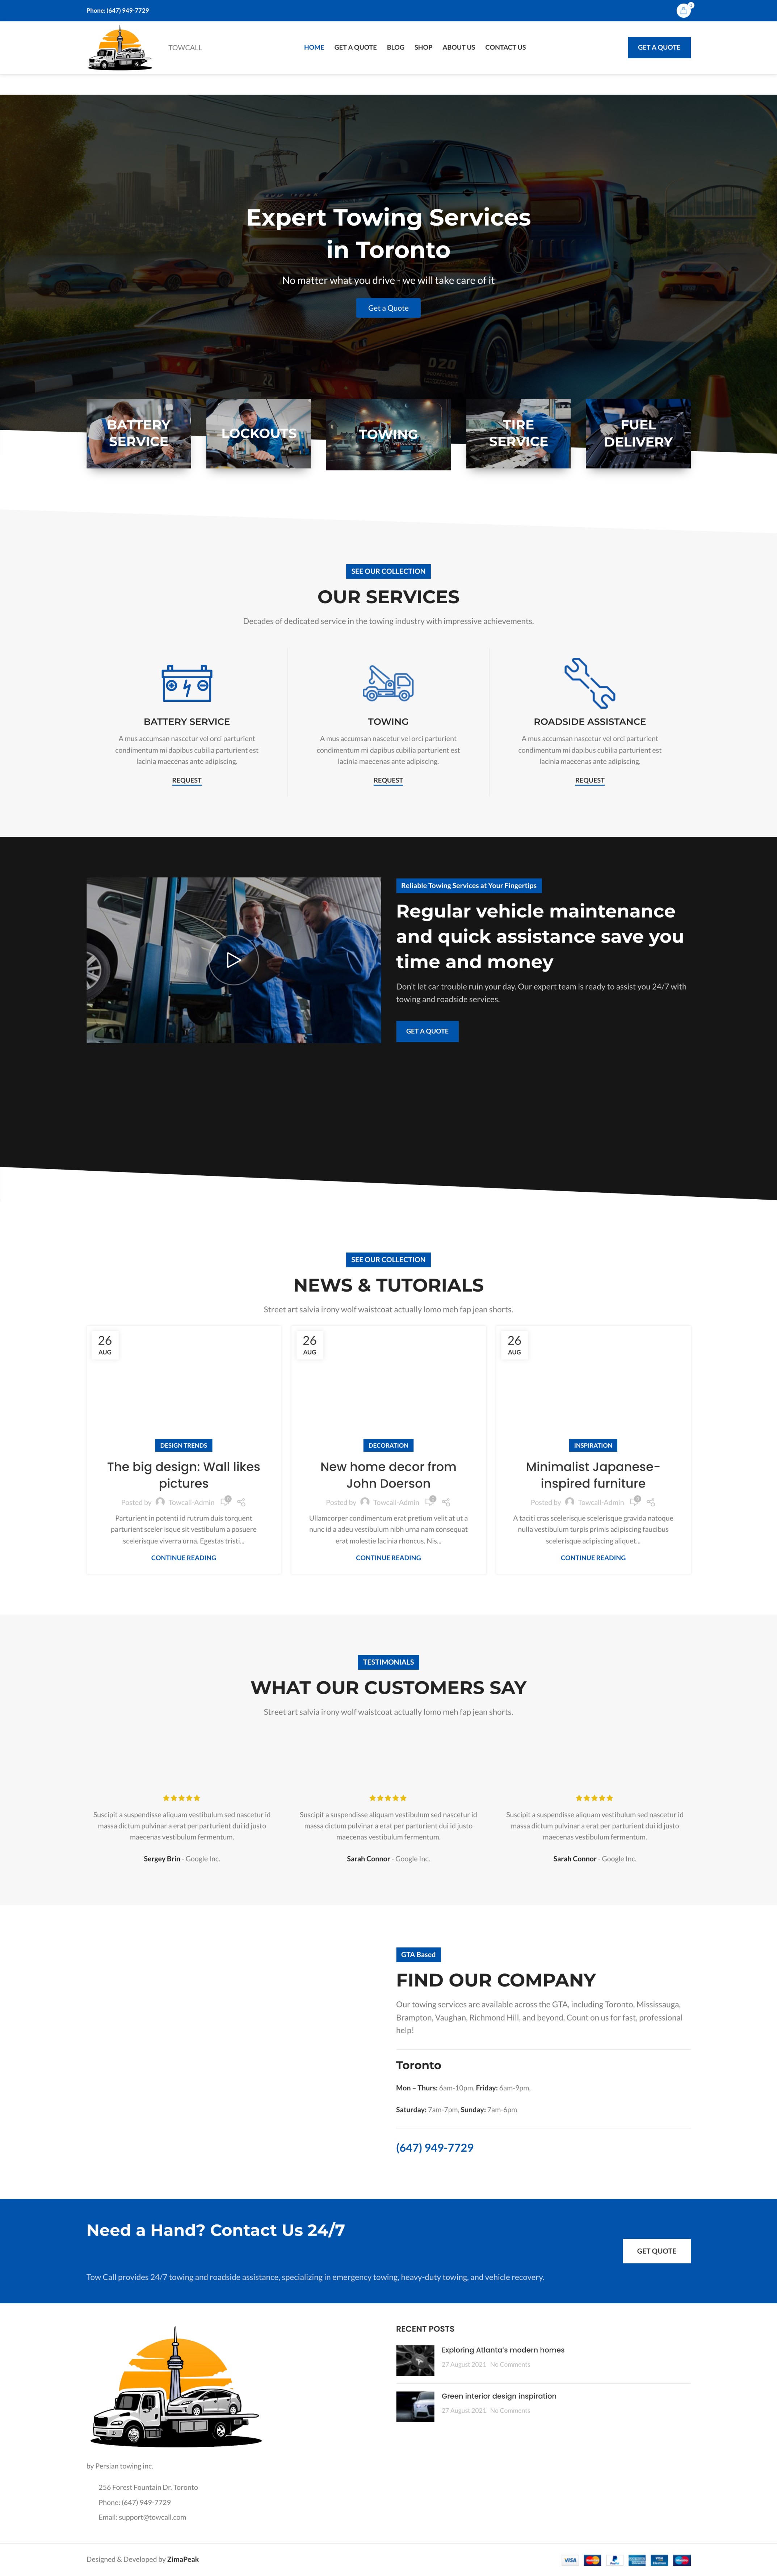 Phone: (647) 949-7729
0
TOWCALL
HOME GET A QUOTE BLOG SHOP ABOUT US CONTACT US
GET A QUOTE
Expert Towing Services
in Toronto
No matter what you drive - we will take care of it
Get a Quote
D20
BATTERY
SERVICE
LOCKOUTS
TOWING
TIRE
SERVICE
FUEL
DELIVERY
SEE OUR COLLECTION
OUR SERVICES
Decades of dedicated service in the towing industry with impressive achievements.
BATTERY SERVICE
A mus accumsan nascetur vel orci parturient
condimentum mi dapibus cubilia parturient est
lacinia maecenas ante adipiscing.
REQUEST
TOWING
A mus accumsan nascetur vel orci parturient
condimentum mi dapibus cubilia parturient est
lacinia maecenas ante adipiscing.
REQUEST
ROADSIDE ASSISTANCE
A mus accumsan nascetur vel orci parturient
condimentum mi dapibus cubilia parturient est
lacinia maecenas ante adipiscing.
REQUEST
Reliable Towing Services at Your Fingertips
Regular vehicle maintenance
and quick assistance save you
time and money
Don't let car trouble ruin your day. Our expert team is ready to assist you 24/7 with
towing and roadside services.
GET A QUOTE
SEE OUR COLLECTION
NEWS & TUTORIALS
Street art salvia irony wolf waistcoat actually lomo meh fap jean shorts.
26
AUG
DESIGN TRENDS
The big design: Wall likes
pictures
Posted by Towcall-Admin 0
Parturient in potenti id rutrum duis torquent
parturient sceler isque sit vestibulum a posuere
scelerisque viverra urna. Egestas tristi...
CONTINUE READING
26
AUG
DECORATION
New home decor from
John Doerson
Posted by Towcall-Admin 0
Ullamcorper condimentum erat pretium velit at ut a
nunc id a adeu vestibulum nibh urna nam consequat
erat molestie lacinia rhoncus. Nis...
CONTINUE READING
26
AUG
INSPIRATION
Minimalist Japanese-
inspired furniture
Posted by Towcall-Admin 0
A taciti cras scelerisque scelerisque gravida natoque
nulla vestibulum turpis primis adipiscing faucibus
scelerisque adipiscing aliquet...
CONTINUE READING
TESTIMONIALS
WHAT OUR CUSTOMERS SAY
Street art salvia irony wolf waistcoat actually lomo meh fap jean shorts.
Suscipit a suspendisse aliquam vestibulum sed nascetur id
massa dictum pulvinar a erat per parturient dui id justo
maecenas vestibulum fermentum.
Sergey Brin - Google Inc.
Suscipit a suspendisse aliquam vestibulum sed nascetur id
massa dictum pulvinar a erat per parturient dui id justo
maecenas vestibulum fermentum.
Sarah Connor - Google Inc.
Suscipit a suspendisse aliquam vestibulum sed nascetur id
massa dictum pulvinar a erat per parturient dui id justo
maecenas vestibulum fermentum.
Sarah Connor - Google Inc.
GTA Based
FIND OUR COMPANY
Our towing services are available across the GTA, including Toronto, Mississauga,
Brampton, Vaughan, Richmond Hill, and beyond. Count on us for fast, professional
help!
Toronto
Mon – Thurs: 6am-10pm, Friday: 6am-9pm,
Saturday: 7am-7pm, Sunday: 7am-6pm
(647) 949-7729
Need a Hand? Contact Us 24/7
Tow Call provides 24/7 towing and roadside assistance, specializing in emergency towing, heavy-duty towing, and vehicle recovery.
GET QUOTE
by Persian towing inc.
256 Forest Fountain Dr. Toronto
Phone: (647) 949-7729
Email: support@towcall.com
RECENT POSTS
Exploring Atlanta's modern homes
27 August 2021 No Comments
Green interior design inspiration
27 August 2021 No Comments
Designed & Developed by ZimaPeak
VISA